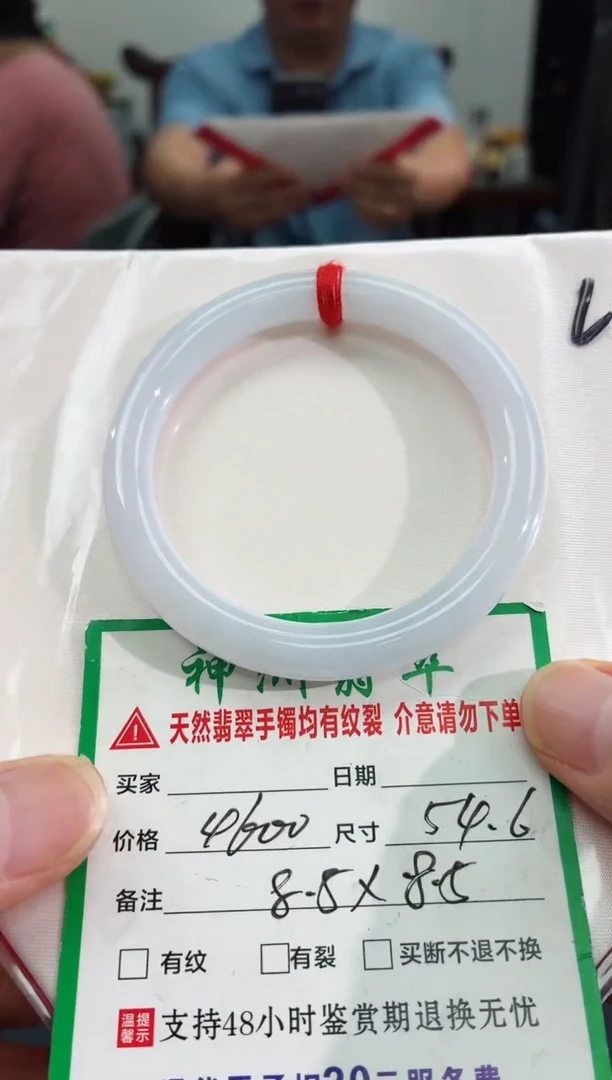 神州翡翠
天然翡翠手镯均有纹裂 介意请勿下单
买家 日期
价格 4600 尺寸 54.6
备注 8.5X8.5
有纹 有裂 买断不退不换
温馨提示 支持48小时鉴赏期退换无忧